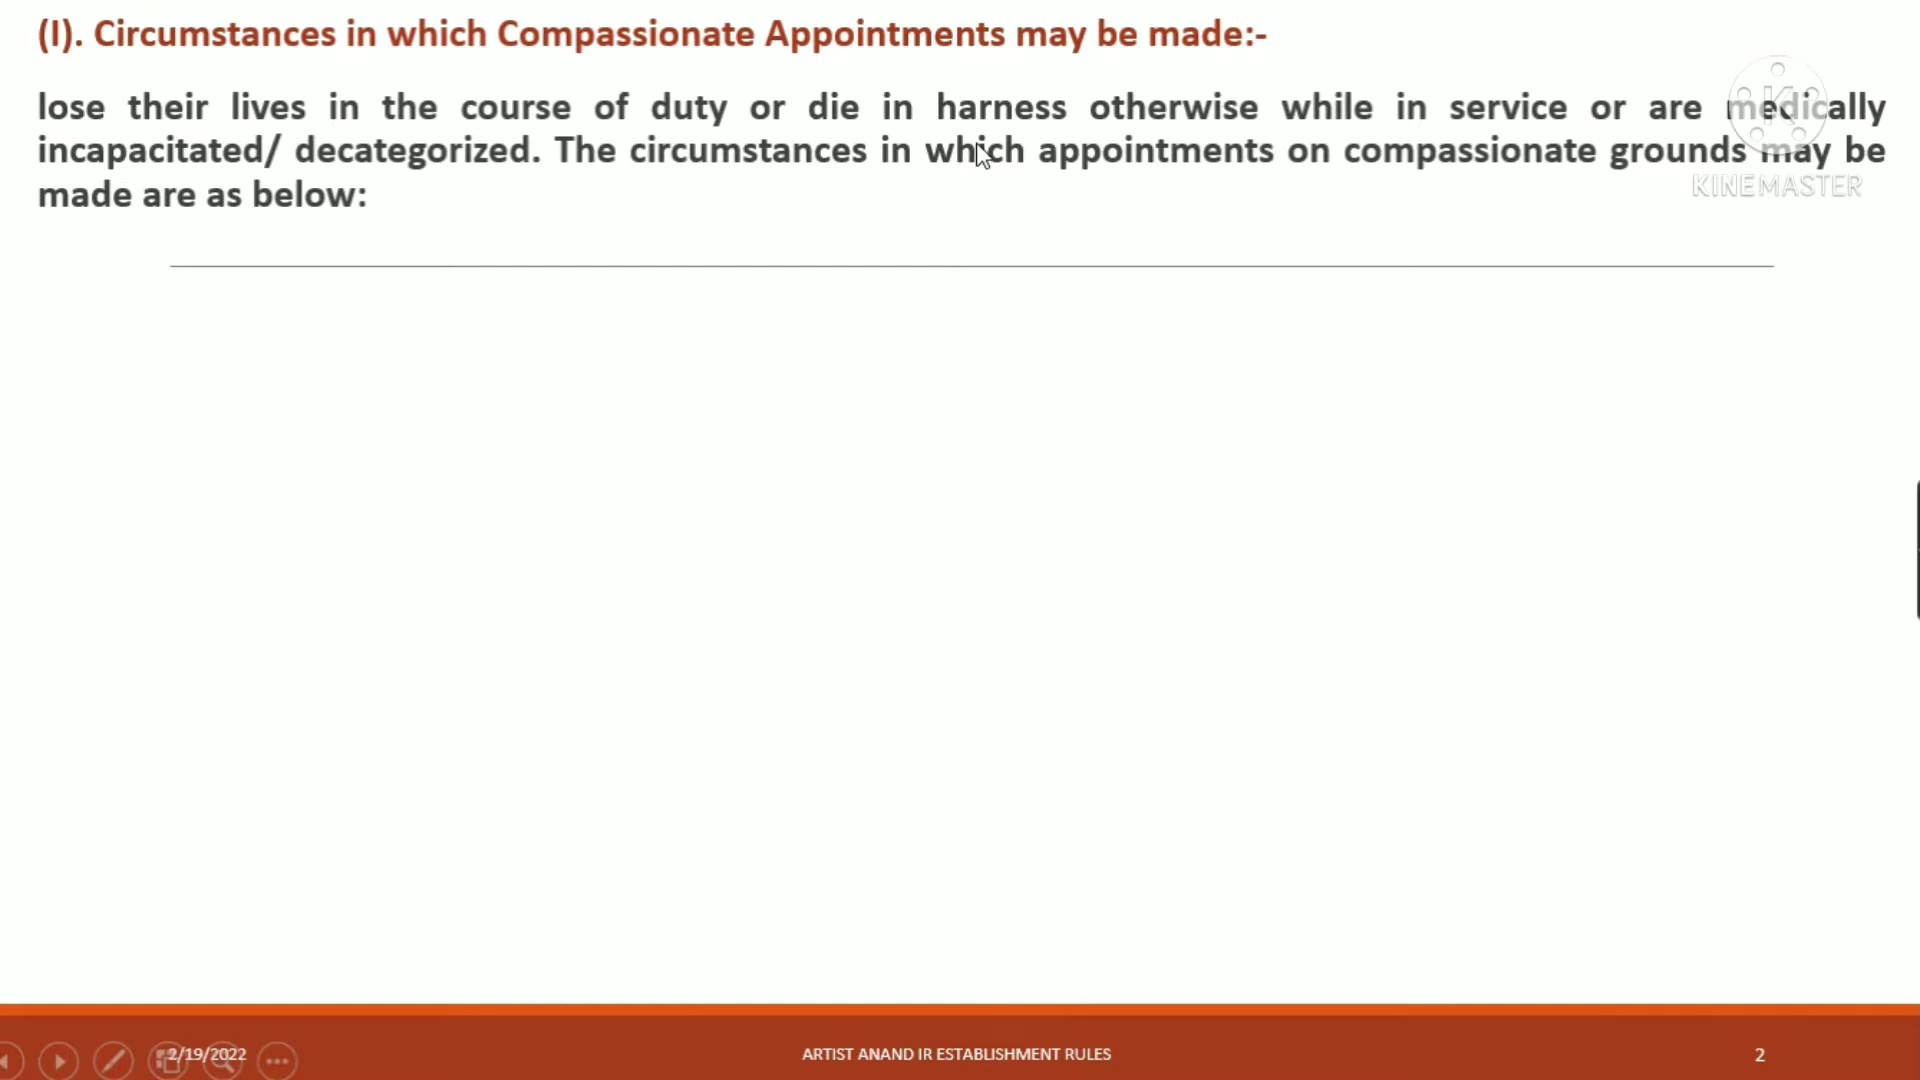 (I). Circumstances in which Compassionate Appointments may be made:-
lose their lives in the course of duty or die in harness otherwise while in service or are medically
incapacitated/ decategorized. The circumstances in which appointments on compassionate grounds may be
made are as below:
KINEMASTER
2/19/2022
ARTIST ANAND IR ESTABLISHMENT RULES
2